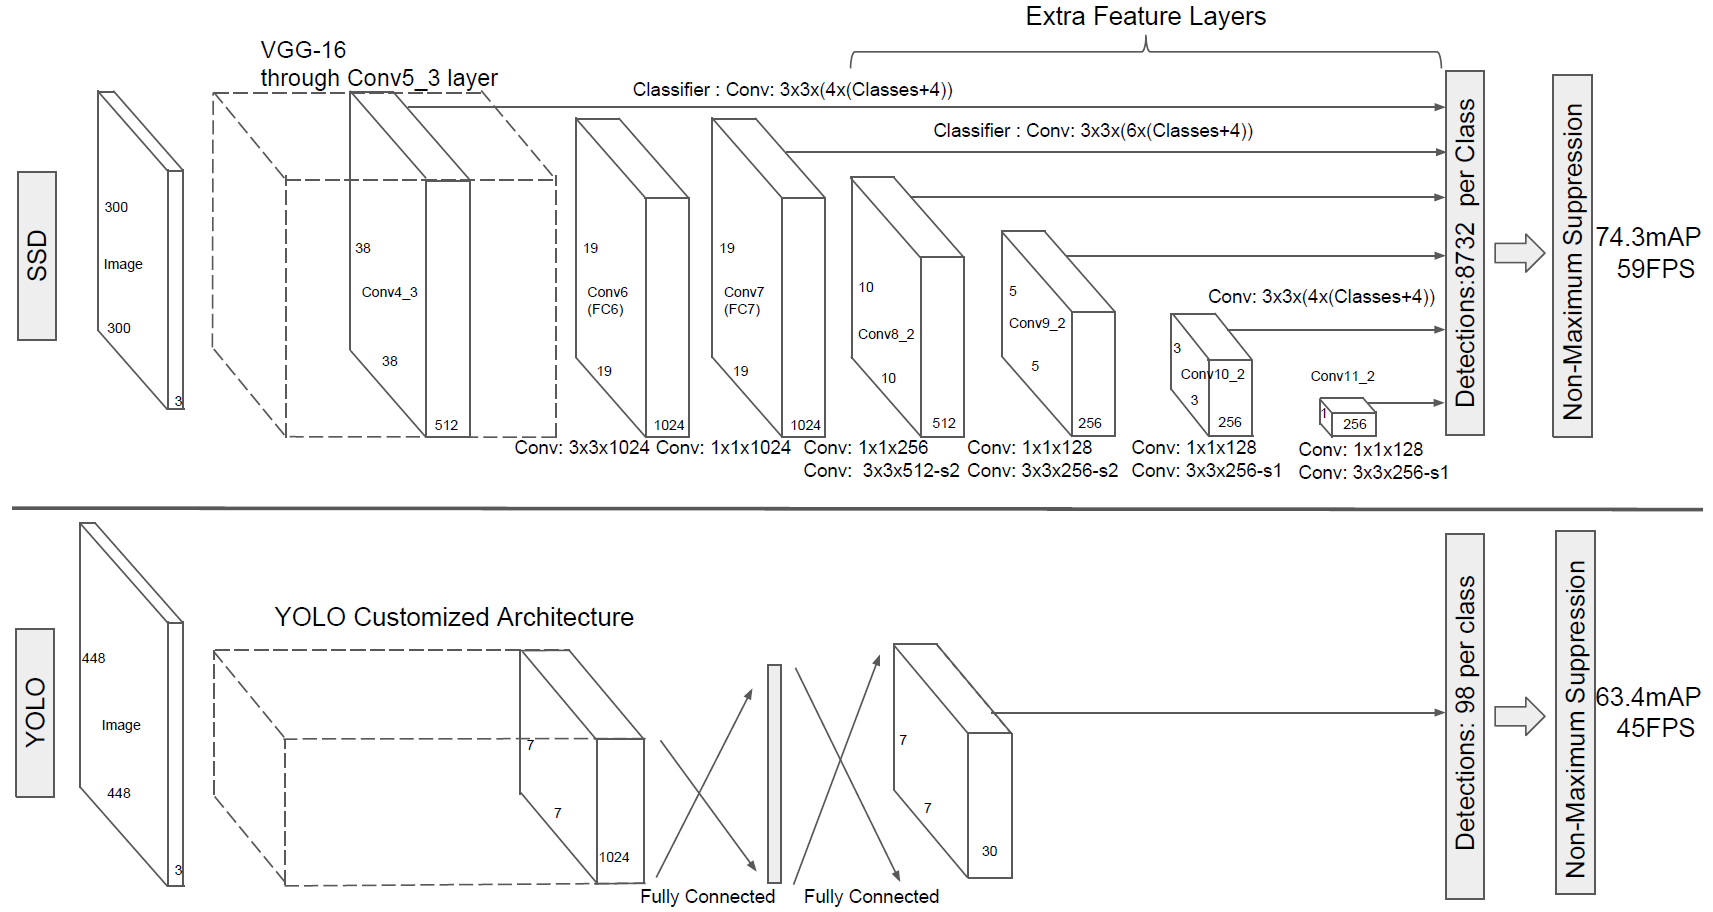 Extra Feature Layers
VGG-16
through Conv5_3 layer
Classifier : Conv: 3x3x(4x(Classes+4))
Classifier : Conv: 3x3x(6x(Classes+4))
SSD
300
Image
300
3
38
Conv4_3
38
512
19
Conv6
(FC6)
19
1024
19
Conv7
(FC7)
19
1024
10
Conv8_2
10
512
5
Conv9_2
5
256
Conv: 3x3x(4x(Classes+4))
3
Conv10_2
3
256
Conv11_2
1
256
Conv: 3x3x1024
Conv: 1x1x1024
Conv: 1x1x256
Conv: 3x3x512-s2
Conv: 1x1x128
Conv: 3x3x256-s2
Conv: 1x1x128
Conv: 3x3x256-s1
Conv: 1x1x128
Conv: 3x3x256-s1
Detections:8732 per Class
Non-Maximum Suppression
74.3mAP
59FPS
YOLO
448
Image
448
3
YOLO Customized Architecture
7
7
1024
Fully Connected
Fully Connected
7
7
30
Detections: 98 per class
Non-Maximum Suppression
63.4mAP
45FPS